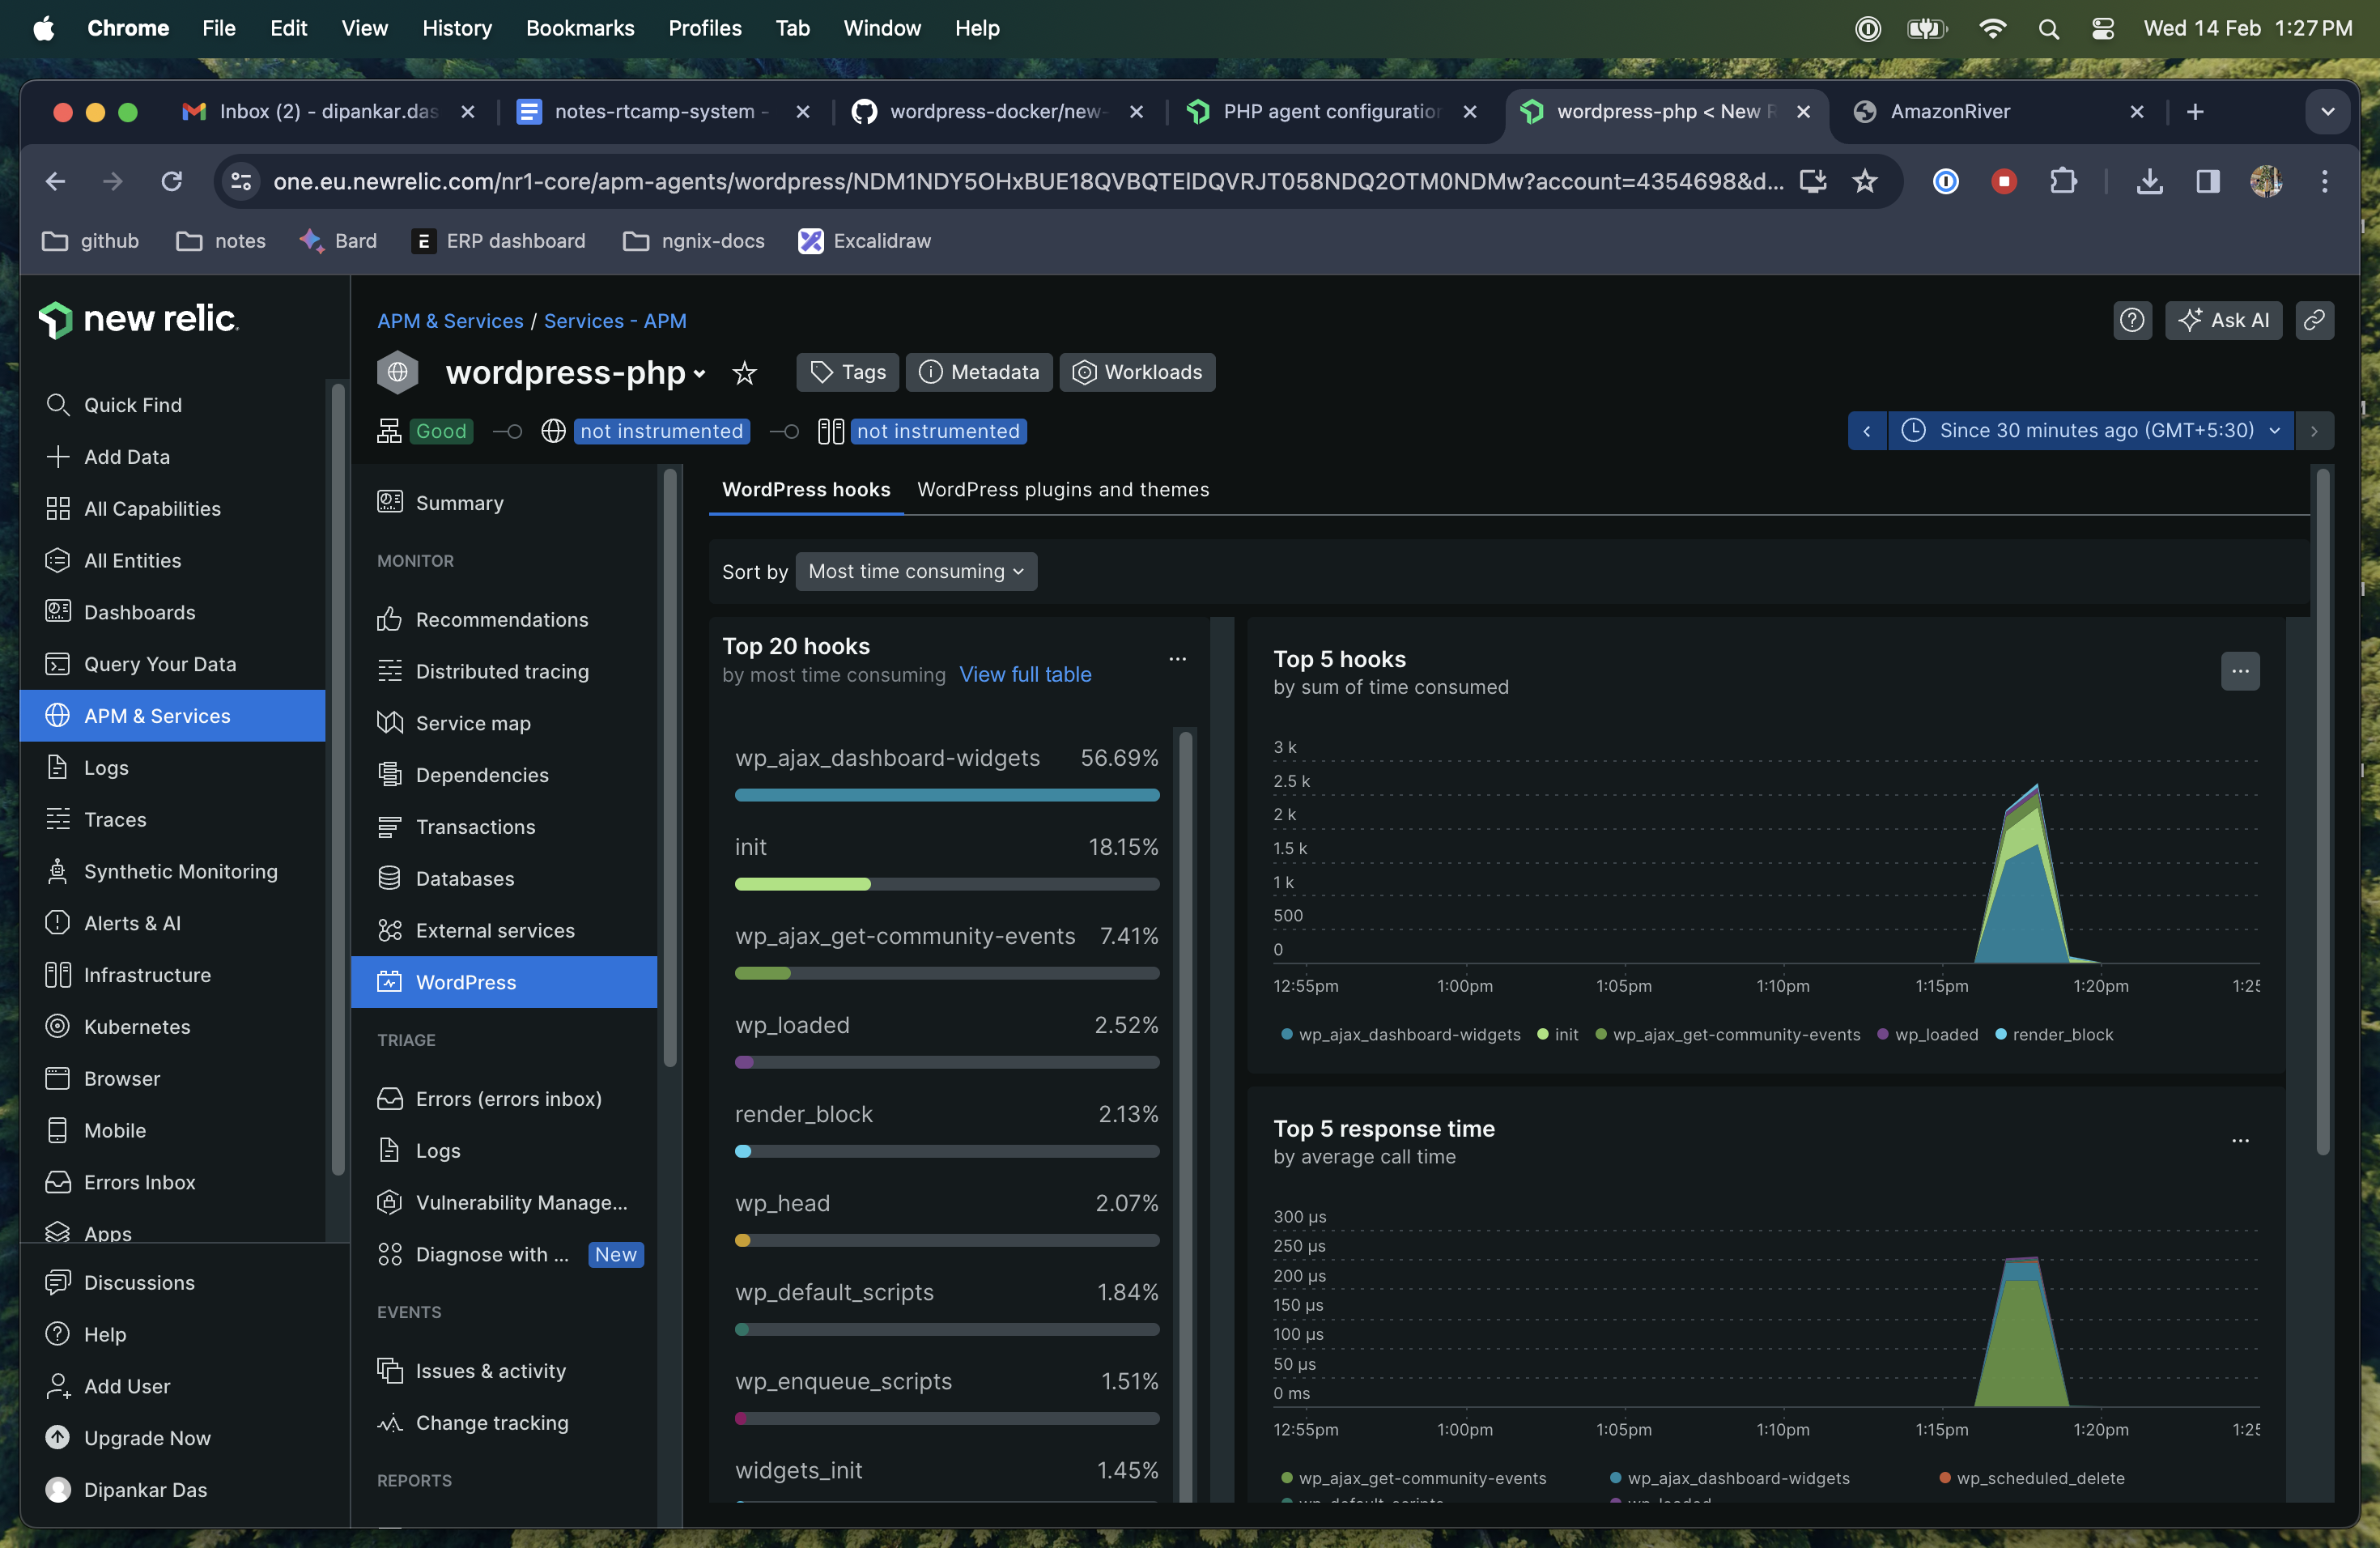 Chrome File Edit View History Bookmarks Profiles Tab Window Help Wed 14 Feb 1:27 PM
Inbox (2) - dipankar.das notes-rtcamp-system - wordpress-docker/new- PHP agent configuration wordpress-php < New R AmazonRiver
one.eu.newrelic.com/nr1-core/apm-agents/wordpress/NDM1NDY5OHxBUE18QVBQTElDQVRJT058NDQ2OTM0NDMw?account=4354698&d...
github notes Bard E ERP dashboard ngnix-docs Excalidraw
new relic
Quick Find
Add Data
All Capabilities
All Entities
Dashboards
Query Your Data
APM & Services
Logs
Traces
Synthetic Monitoring
Alerts & AI
Infrastructure
Kubernetes
Browser
Mobile
Errors Inbox
Apps
Discussions
Help
Add User
Upgrade Now
Dipankar Das
APM & Services / Services - APM
Ask AI
wordpress-php
Tags Metadata Workloads
Good not instrumented not instrumented
Since 30 minutes ago (GMT+5:30)
Summary
MONITOR
Recommendations
Distributed tracing
Service map
Dependencies
Transactions
Databases
External services
WordPress
TRIAGE
Errors (errors inbox)
Logs
Vulnerability Manage...
Diagnose with ... New
EVENTS
Issues & activity
Change tracking
REPORTS
WordPress hooks WordPress plugins and themes
Sort by Most time consuming
Top 20 hooks
by most time consuming View full table
wp_ajax_dashboard-widgets 56.69%
init 18.15%
wp_ajax_get-community-events 7.41%
wp_loaded 2.52%
render_block 2.13%
wp_head 2.07%
wp_default_scripts 1.84%
wp_enqueue_scripts 1.51%
widgets_init 1.45%
Top 5 hooks
by sum of time consumed
3 k
2.5 k
2 k
1.5 k
1 k
500
0
12:55pm 1:00pm 1:05pm 1:10pm 1:15pm 1:20pm 1:25
wp_ajax_dashboard-widgets init wp_ajax_get-community-events wp_loaded render_block
Top 5 response time
by average call time
300 µs
250 µs
200 µs
150 µs
100 µs
50 µs
0 ms
12:55pm 1:00pm 1:05pm 1:10pm 1:15pm 1:20pm 1:25
wp_ajax_get-community-events wp_ajax_dashboard-widgets wp_scheduled_delete
wp_default_scripts wp_loaded